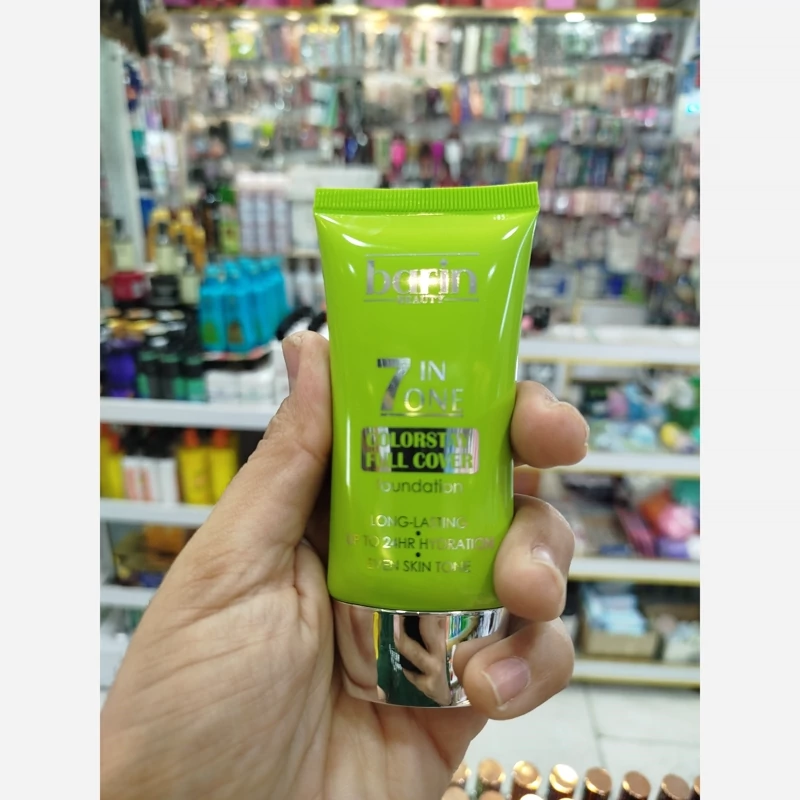 barin
BEAUTY
7 IN
ONE
COLORSTAY
FULL COVER
foundation
LONG-LASTING
UP TO 24HR HYDRATION
EVEN SKIN TONE